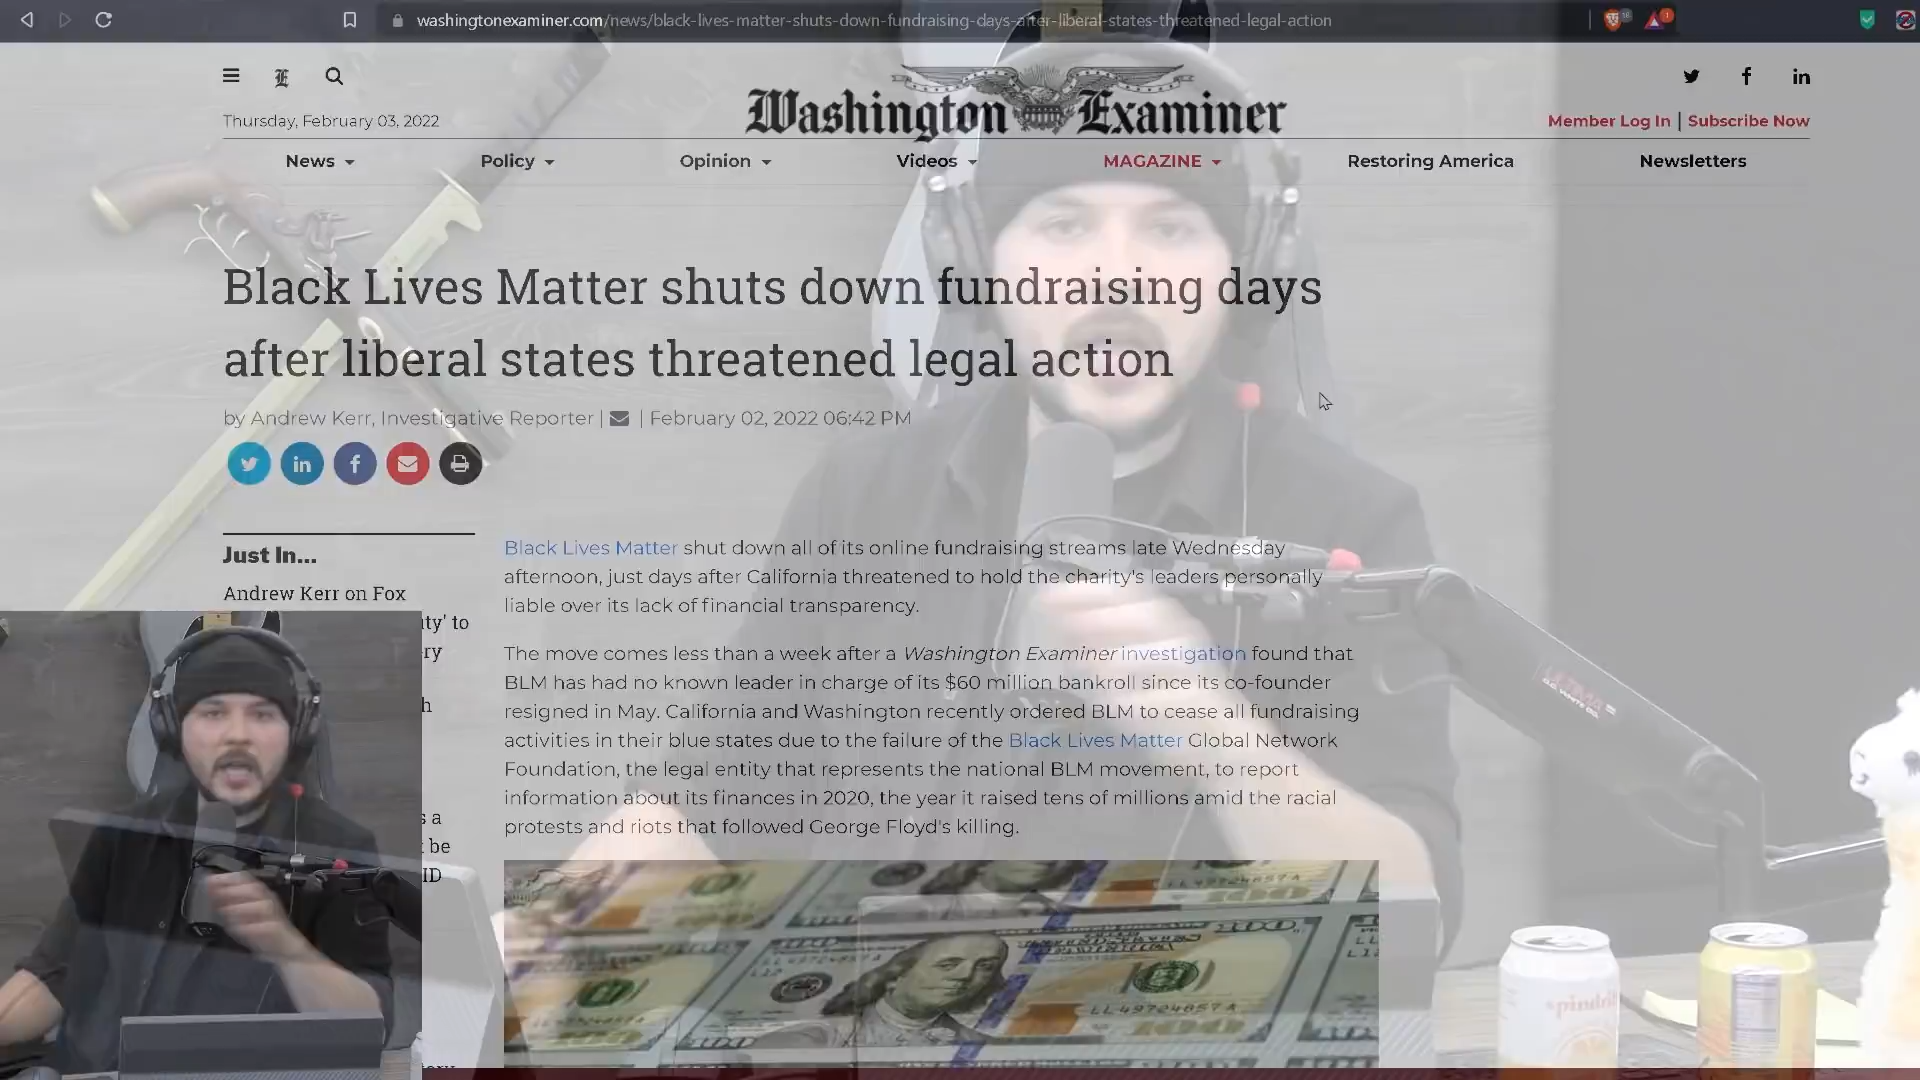 washingtonexaminer.com/news/black-lives-matter-shuts-down-fundraising-days-after-liberal-states-threatened-legal-action
Washington Examiner
Thursday, February 03, 2022
Member Log In | Subscribe Now
News
Policy
Opinion
Videos
MAGAZINE
Restoring America
Newsletters
Black Lives Matter shuts down fundraising days
after liberal states threatened legal action
by Andrew Kerr, Investigative Reporter | | February 02, 2022 06:42 PM
Just In...
Andrew Kerr on Fox
ty' to
ry
h
s a
be
ID
Black Lives Matter shut down all of its online fundraising streams late Wednesday
afternoon, just days after California threatened to hold the charity's leaders personally
liable over its lack of financial transparency.
The move comes less than a week after a Washington Examiner investigation found that
BLM has had no known leader in charge of its $60 million bankroll since its co-founder
resigned in May. California and Washington recently ordered BLM to cease all fundraising
activities in their blue states due to the failure of the Black Lives Matter Global Network
Foundation, the legal entity that represents the national BLM movement, to report
information about its finances in 2020, the year it raised tens of millions amid the racial
protests and riots that followed George Floyd's killing.